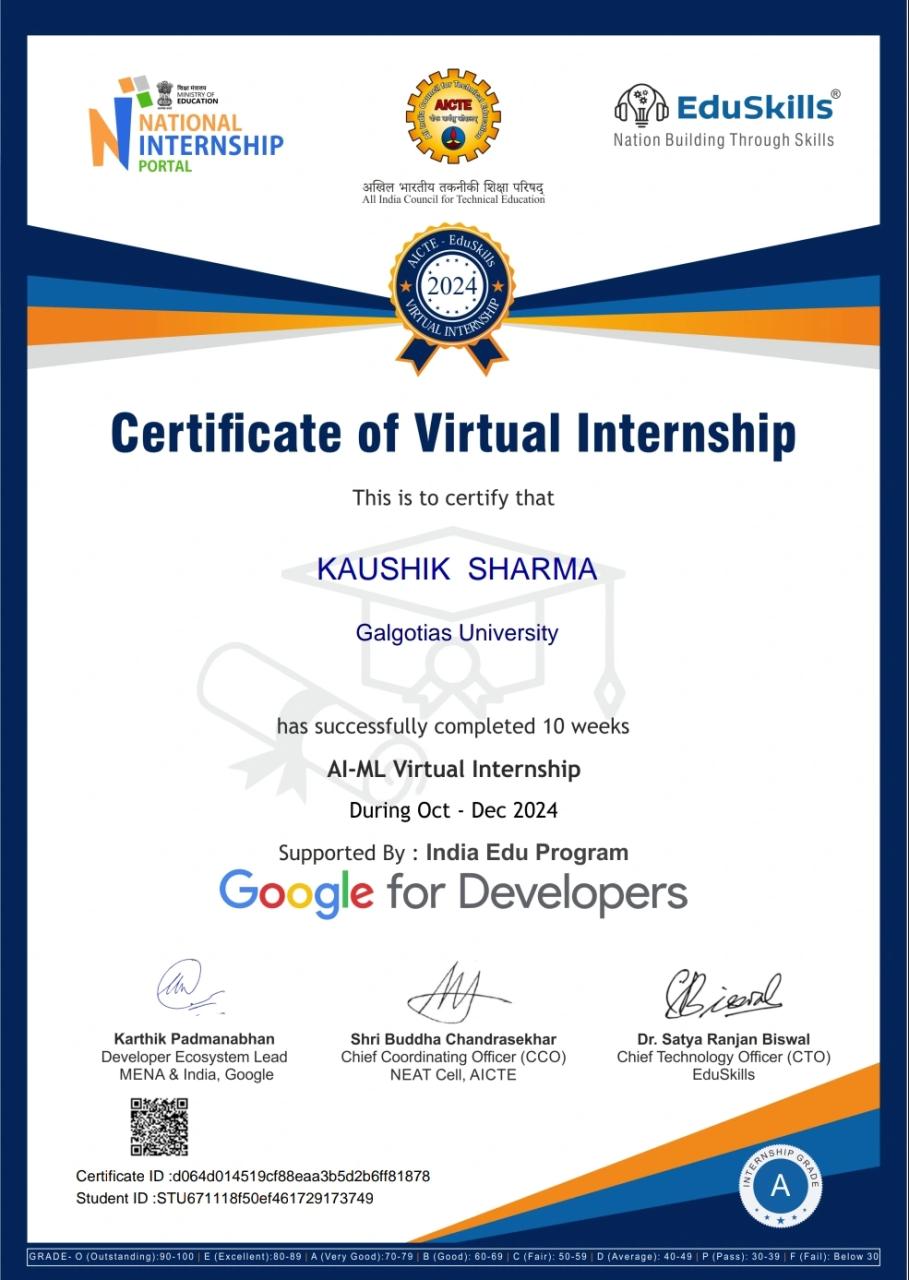 शिक्षा मंत्रालय
MINISTRY OF
EDUCATION
NATIONAL
INTERNSHIP
PORTAL
All India Council for Technical Education
AICTE
EduSkills®
Nation Building Through Skills
अखिल भारतीय तकनीकी शिक्षा परिषद्
All India Council for Technical Education
AICTE - EduSkills
2024
VIRTUAL INTERNSHIP
Certificate of Virtual Internship
This is to certify that
KAUSHIK SHARMA
Galgotias University
has successfully completed 10 weeks
AI-ML Virtual Internship
During Oct - Dec 2024
Supported By : India Edu Program
Google for Developers
Karthik Padmanabhan
Developer Ecosystem Lead
MENA & India, Google
Shri Buddha Chandrasekhar
Chief Coordinating Officer (CCO)
NEAT Cell, AICTE
Dr. Satya Ranjan Biswal
Chief Technology Officer (CTO)
EduSkills
Certificate ID :d064d014519cf88eaa3b5d2b6ff81878
Student ID :STU671118f50ef461729173749
INTERNSHIP GRADE
A
GRADE- O (Outstanding):90-100 | E (Excellent):80-89 | A (Very Good):70-79 | B (Good): 60-69 | C (Fair): 50-59 | D (Average): 40-49 | P (Pass): 30-39 | F (Fail): Below 30